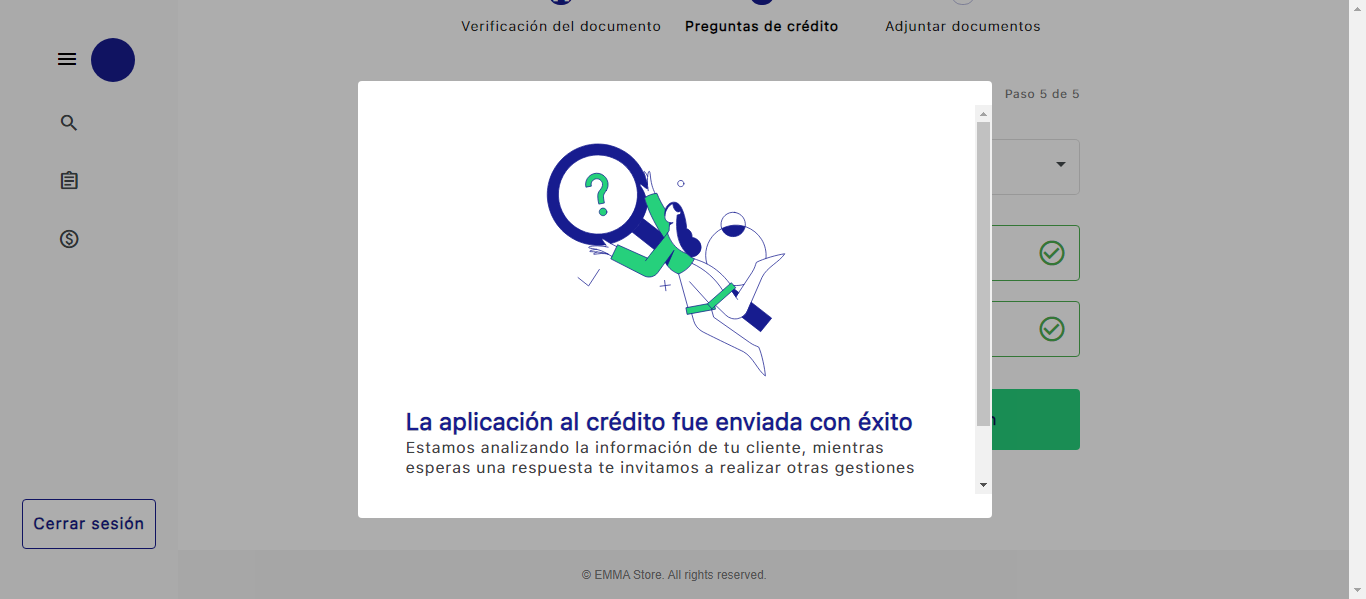 Verificación del documento
Preguntas de crédito
Adjuntar documentos
Paso 5 de 5
?
La aplicación al crédito fue enviada con éxito
Estamos analizando la información de tu cliente, mientras
esperas una respuesta te invitamos a realizar otras gestiones
Cerrar sesión
© EMMA Store. All rights reserved.